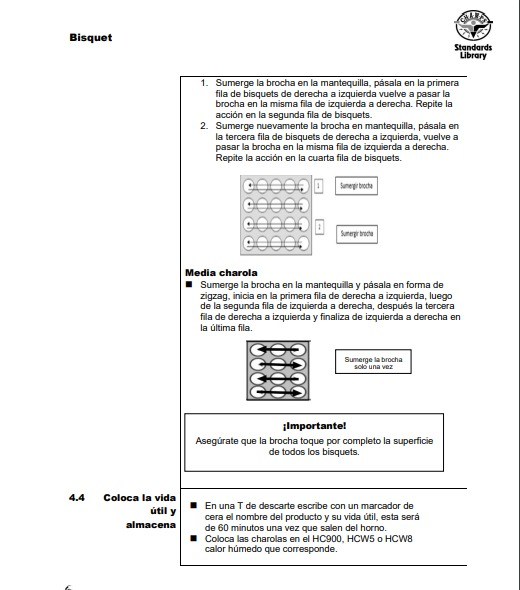 Bisquet
CHAMPS
Standards
Library
1. Sumerge la brocha en la mantequilla, pásala en la primera
fila de bisquets de derecha a izquierda vuelve a pasar la
brocha en la misma fila de izquierda a derecha. Repite la
acción en la segunda fila de bisquets.
2. Sumerge nuevamente la brocha en mantequilla, pásala en
la tercera fila de bisquets de derecha a izquierda, vuelve a
pasar la brocha en la misma fila de izquierda a derecha.
Repite la acción en la cuarta fila de bisquets.
1 Sumergir brocha
2 Sumergir brocha
Media charola
■ Sumerge la brocha en la mantequilla y pásala en forma de
zigzag, inicia en la primera fila de derecha a izquierda, luego
de la segunda fila de izquierda a derecha, después la tercera
fila de derecha a izquierda y finaliza de izquierda a derecha en
la última fila.
Sumerge la brocha
solo una vez
¡Importante!
Asegúrate que la brocha toque por completo la superficie
de todos los bisquets.
4.4 Coloca la vida
útil y
almacena
■ En una T de descarte escribe con un marcador de
cera el nombre del producto y su vida útil, esta será
de 60 minutos una vez que salen del horno.
■ Coloca las charolas en el HC900, HCW5 o HCW8
calor húmedo que corresponde.